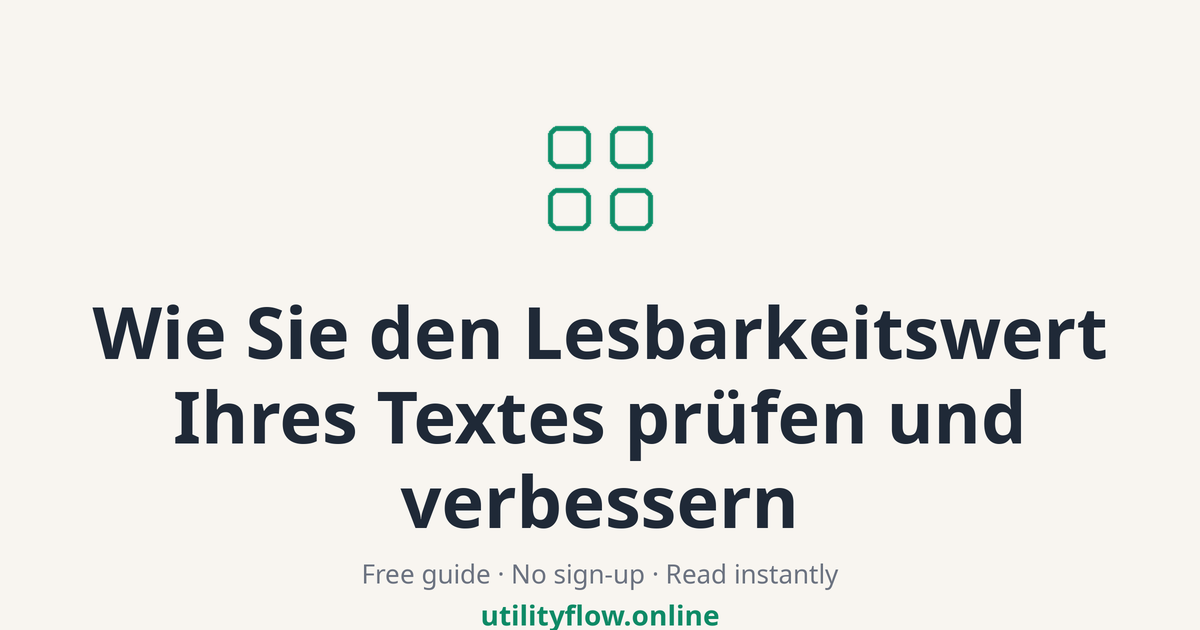 Wie Sie den Lesbarkeitswert
Ihres Textes prüfen und
verbessern
Free guide · No sign-up · Read instantly
utilityflow.online